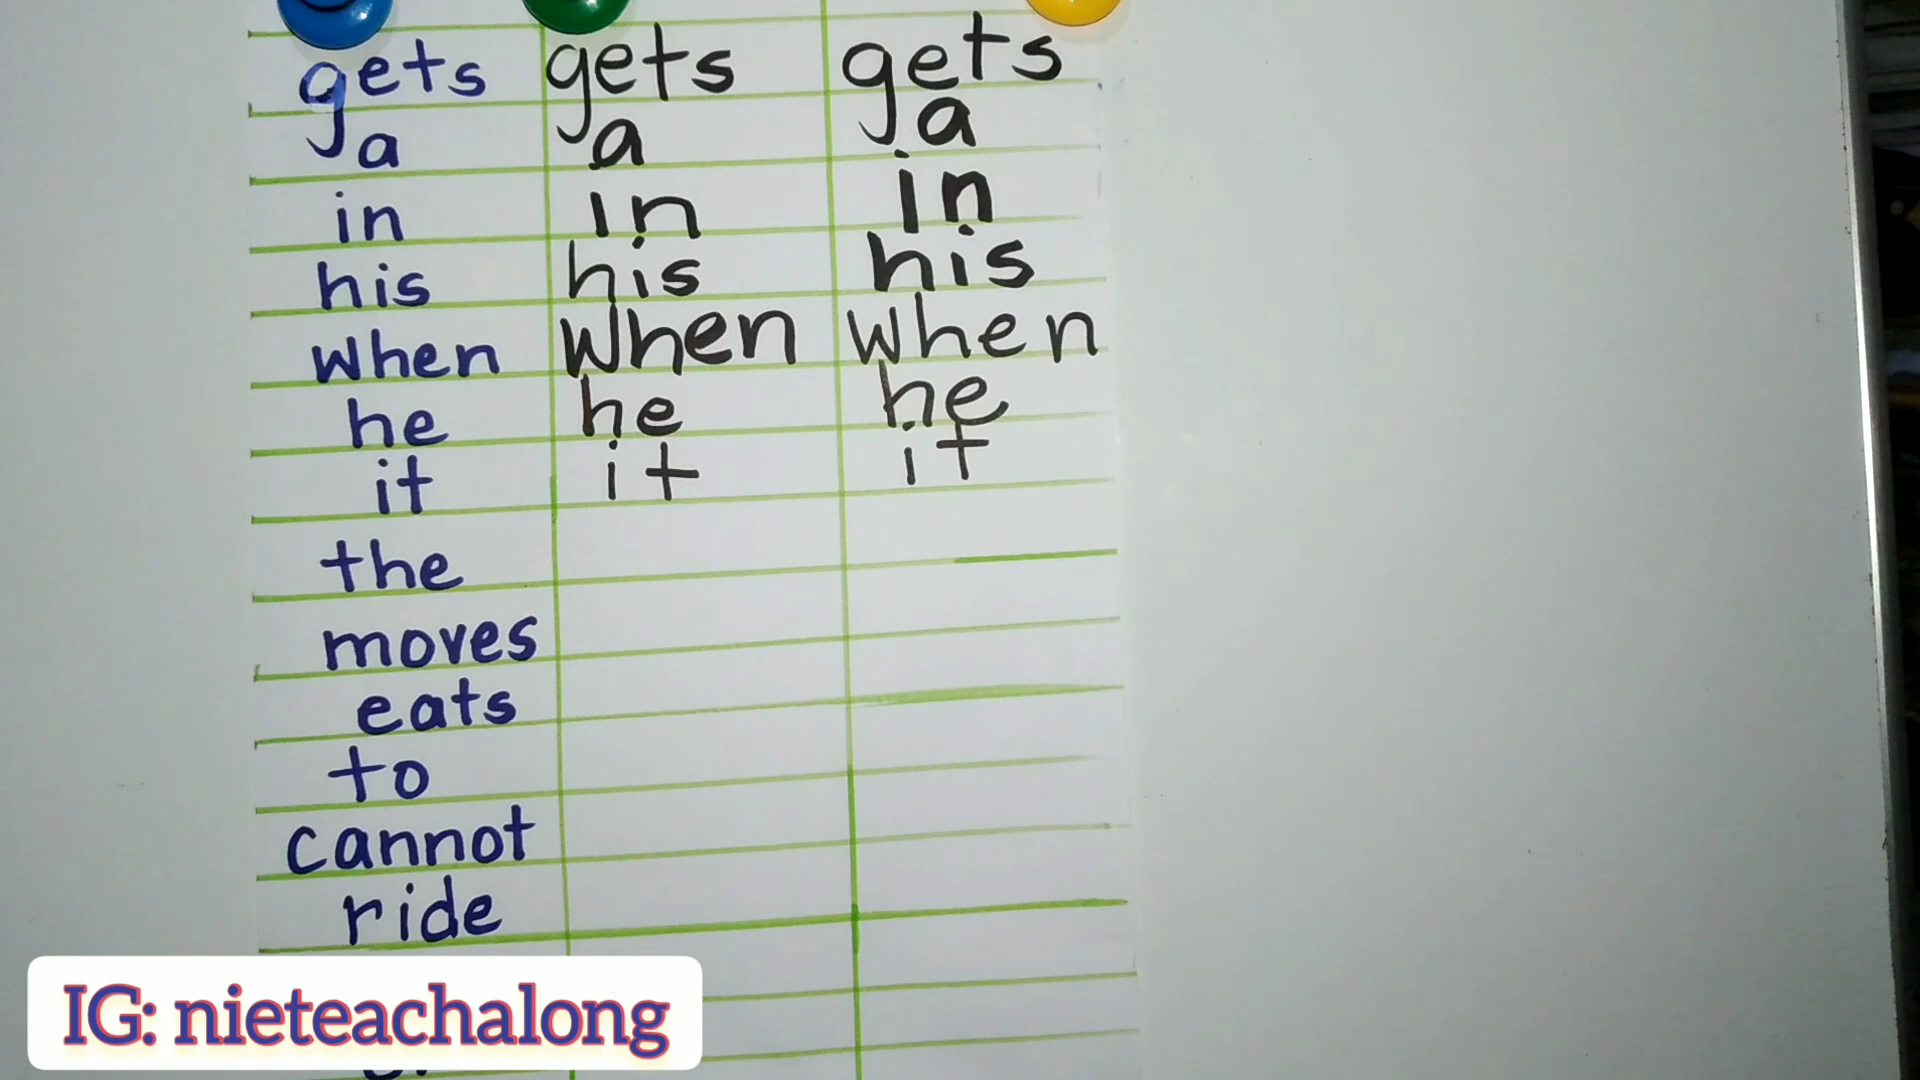 gets gets gets
a a a
in in in
his his his
when when when
he he he
it it it
the
moves
eats
to
cannot
ride
IG: nieteachalong